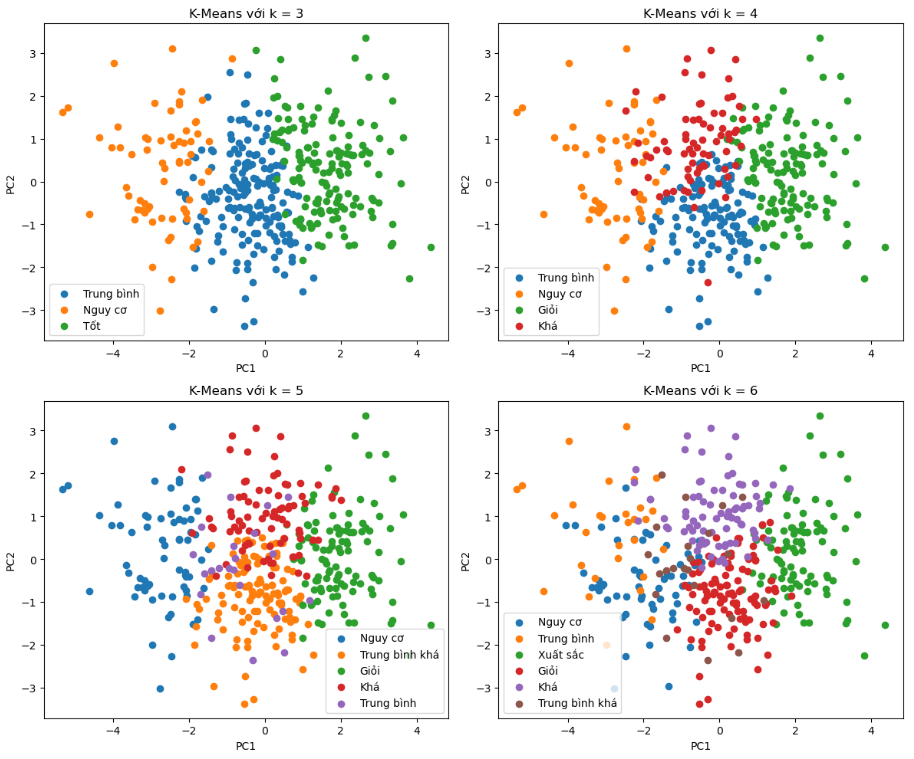 K-Means với k = 3
3
2
1
0
−1
−2
−3
PC2
Trung bình
Nguy cơ
Tốt
−4
−2
0
2
4
PC1
K-Means với k = 4
3
2
1
0
−1
−2
−3
PC2
Trung bình
Nguy cơ
Giỏi
Khá
−4
−2
0
2
4
PC1
K-Means với k = 5
3
2
1
0
−1
−2
−3
PC2
Nguy cơ
Trung bình khá
Giỏi
Khá
Trung bình
−4
−2
0
2
4
PC1
K-Means với k = 6
3
2
1
0
−1
−2
−3
PC2
Nguy cơ
Trung bình
Xuất sắc
Giỏi
Khá
Trung bình khá
−4
−2
0
2
4
PC1